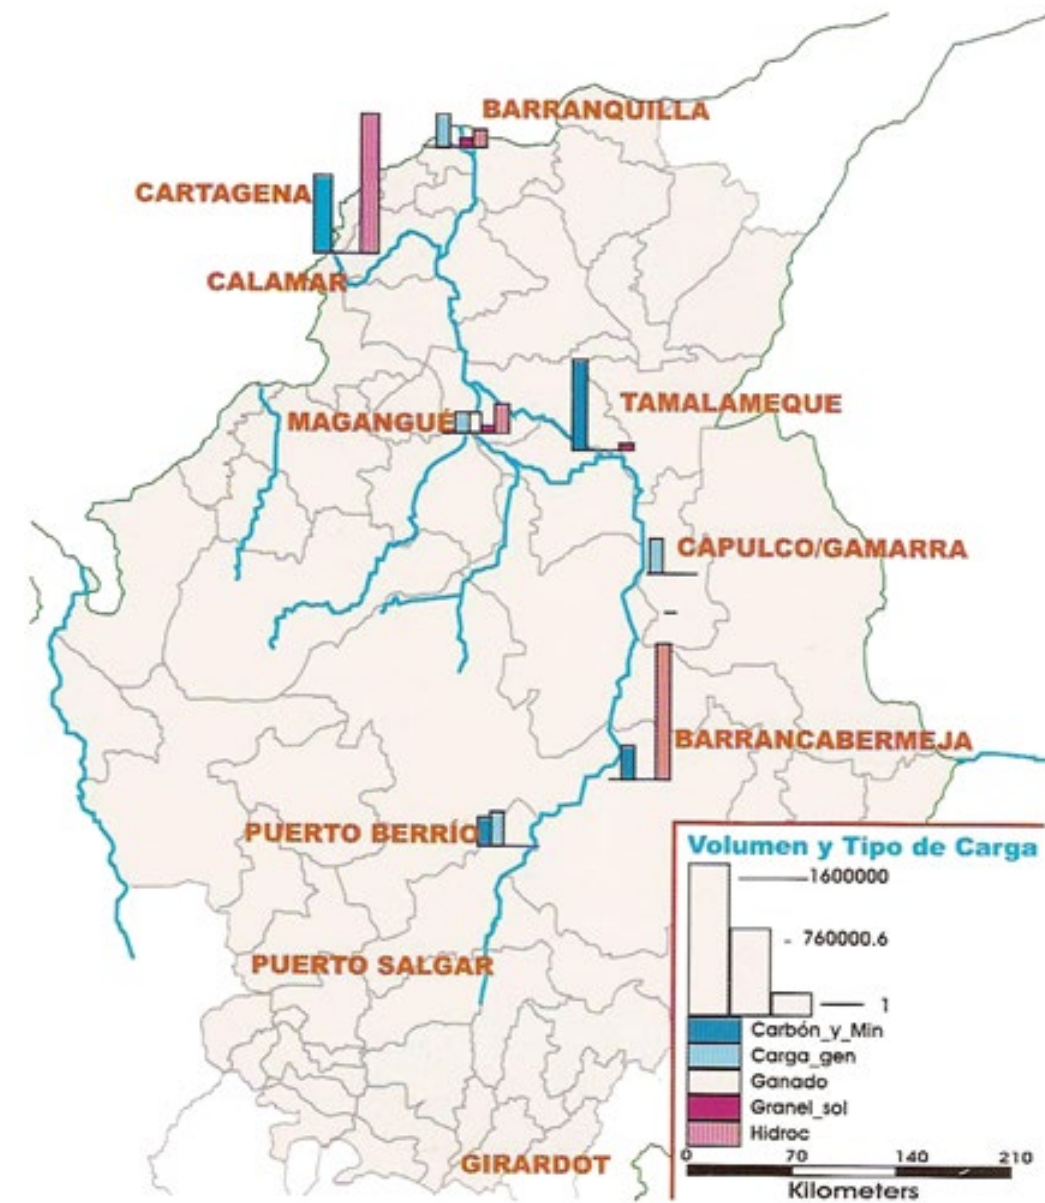 BARRANQUILLA
CARTAGENA
CALAMAR
MAGANGUÉ
TAMALAMEQUE
CAPULCO/GAMARRA
BARRANCABERMEJA
PUERTO BERRÍO
PUERTO SALGAR
GIRARDOT
Volumen y Tipo de Carga
1600000
760000.6
1
Carbón_y_Min
Carga_gen
Ganado
Granel_sol
Hidroc
0 70 140 210
Kilometers